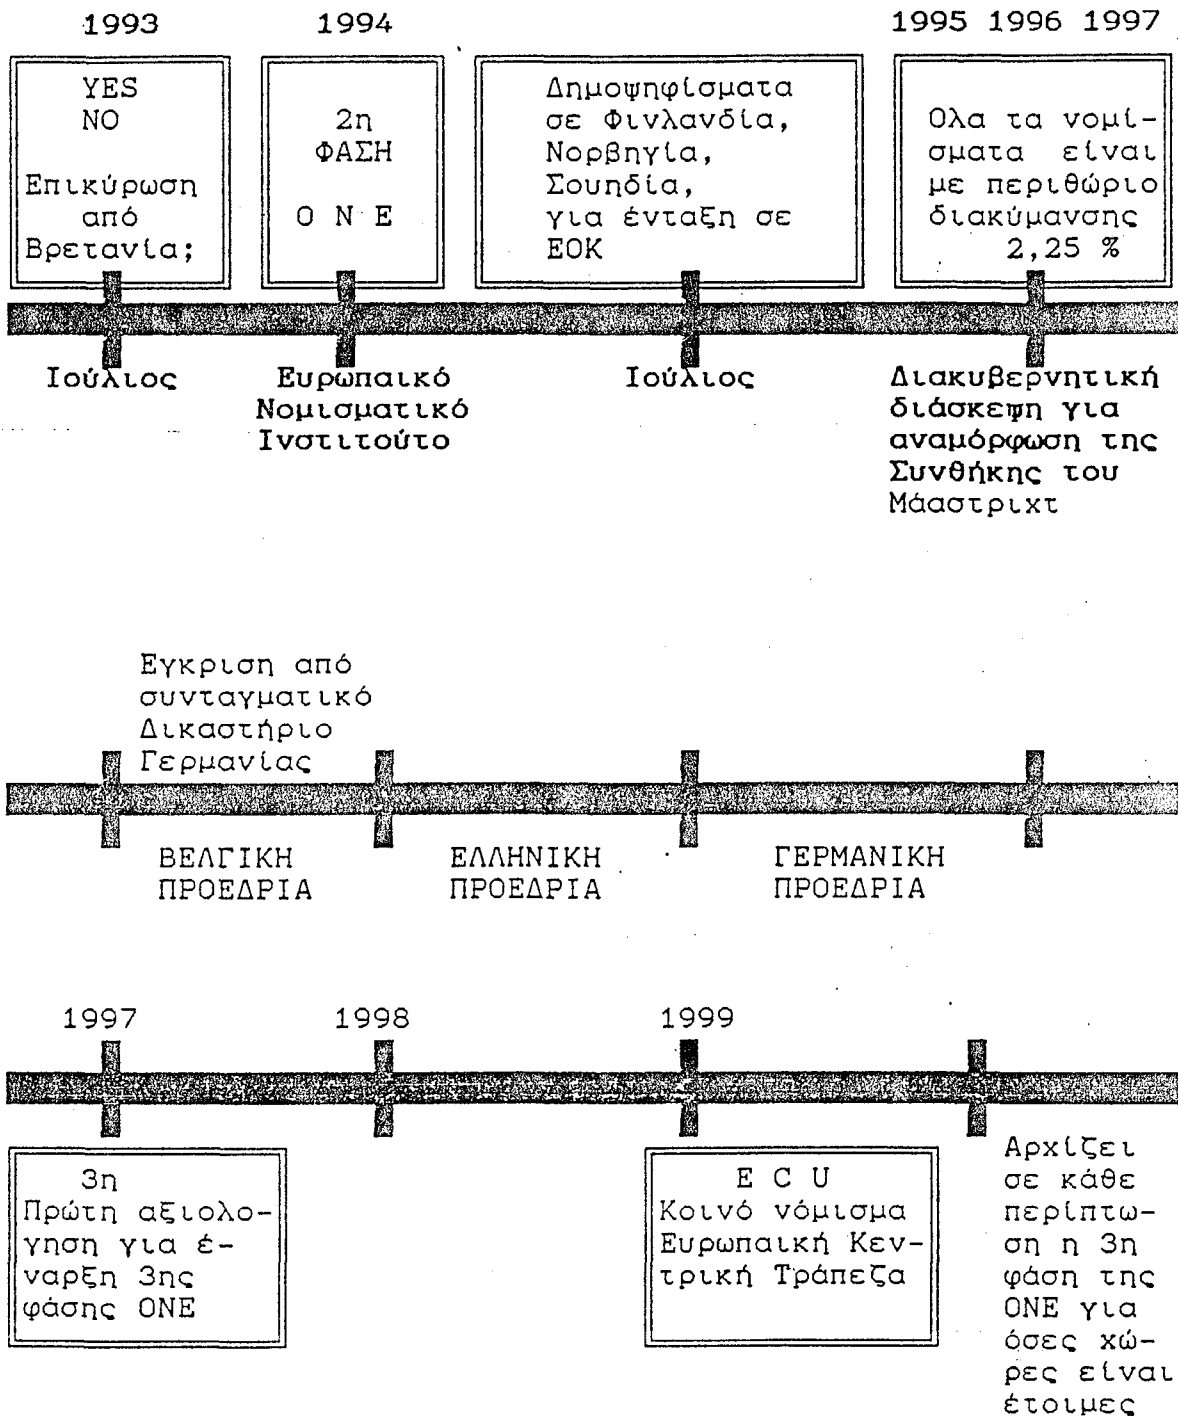 1993
1994
1995 1996 1997
YES
NO
Επικύρωση
από
Βρετανία;
2η
ΦΑΣΗ
Ο Ν Ε
Δημοψηφίσματα
σε Φινλανδία,
Νορβηγία,
Σουηδία,
για ένταξη σε
ΕΟΚ
Ολα τα νομί-
σματα είναι
με περιθώριο
διακύμανσης
2,25 %
Ιούλιος
Ευρωπαικό
Νομισματικό
Ινστιτούτο
Ιούλιος
Διακυβερνητική
διάσκεψη για
αναμόρφωση της
Συνθήκης του
Μάαστριχτ
Εγκριση από
συνταγματικό
Δικαστήριο
Γερμανίας
ΒΕΛΓΙΚΗ
ΠΡΟΕΔΡΙΑ
ΕΛΛΗΝΙΚΗ
ΠΡΟΕΔΡΙΑ
ΓΕΡΜΑΝΙΚΗ
ΠΡΟΕΔΡΙΑ
1997
1998
1999
3η
Πρώτη αξιολο-
γηση για έ-
ναρξη 3ης
φάσης ΟΝΕ
E C U
Κοινό νόμισμα
Ευρωπαική Κεν-
τρική Τράπεζα
Αρχίζει
σε κάθε
περίπτω-
ση η 3η
φάση της
ΟΝΕ για
όσες χώ-
ρες είναι
έτοιμες